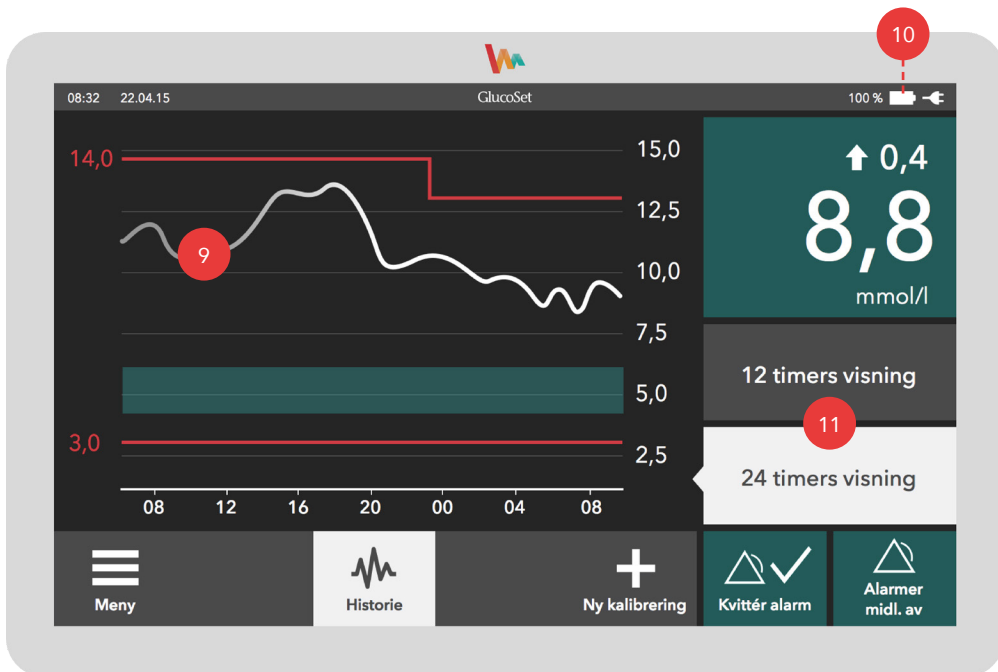 10
08:32 22.04.15 GlucoSet 100 %
14,0
3,0
15,0
12,5
10,0
7,5
5,0
2,5
08 12 16 20 00 04 08
9
0,4
8,8
mmol/l
12 timers visning
11
24 timers visning
Meny
Historie
Ny kalibrering
Kvittér alarm
Alarmer
midl. av